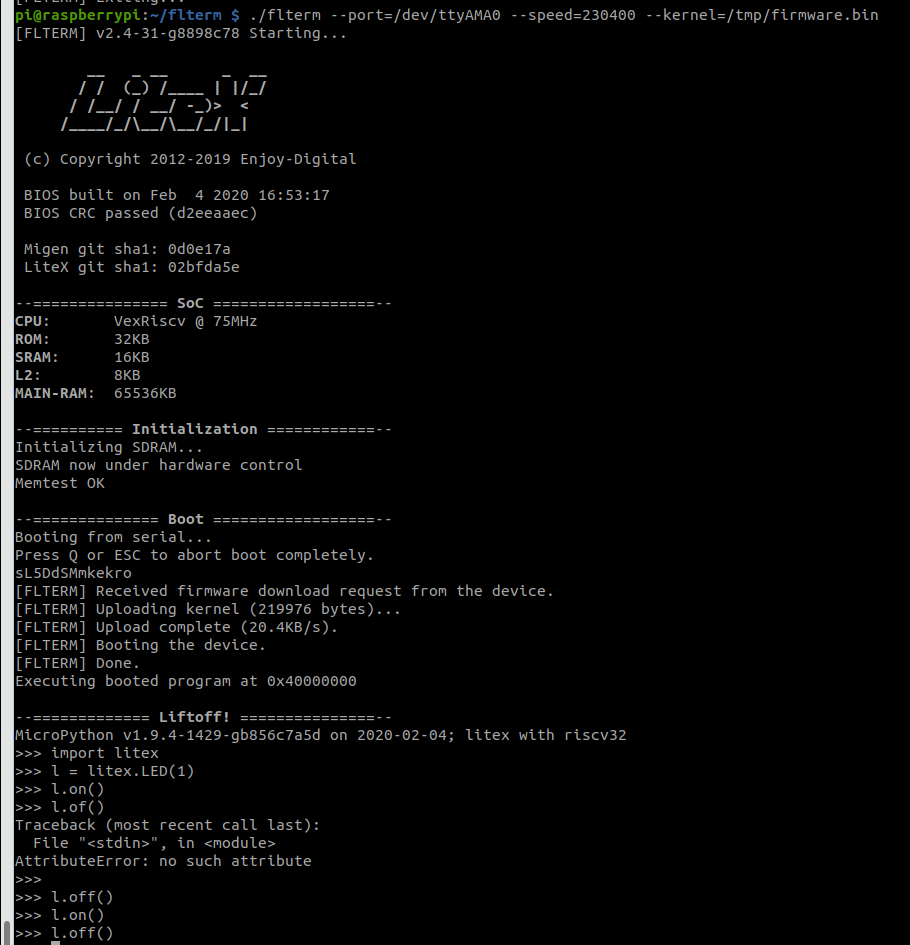 pi@raspberrypi:~/flterm $ ./flterm --port=/dev/ttyAMA0 --speed=230400 --kernel=/tmp/firmware.bin
[FLTERM] v2.4-31-g8898c78 Starting...
        __   _ __      _  __
       / /  (_) /____ | |/_/
      / /__/ / __/ -_)>  <
     /____/_/\__/\__/_/|_|
 (c) Copyright 2012-2019 Enjoy-Digital
 BIOS built on Feb  4 2020 16:53:17
 BIOS CRC passed (d2eeaaec)
 Migen git sha1: 0d0e17a
 LiteX git sha1: 02bfda5e
--=============== SoC ==================--
CPU:       VexRiscv @ 75MHz
ROM:       32KB
SRAM:      16KB
L2:        8KB
MAIN-RAM:  65536KB
--========== Initialization ============--
Initializing SDRAM...
SDRAM now under hardware control
Memtest OK
--============== Boot ==================--
Booting from serial...
Press Q or ESC to abort boot completely.
sL5DdSMmkekro
[FLTERM] Received firmware download request from the device.
[FLTERM] Uploading kernel (219976 bytes)...
[FLTERM] Upload complete (20.4KB/s).
[FLTERM] Booting the device.
[FLTERM] Done.
Executing booted program at 0x40000000
--============= Liftoff! ===============--
MicroPython v1.9.4-1429-gb856c7a5d on 2020-02-04; litex with riscv32
>>> import litex
>>> l = litex.LED(1)
>>> l.on()
>>> l.of()
Traceback (most recent call last):
  File "<stdin>", in <module>
AttributeError: no such attribute
>>>
>>> l.off()
>>> l.on()
>>> l.off()